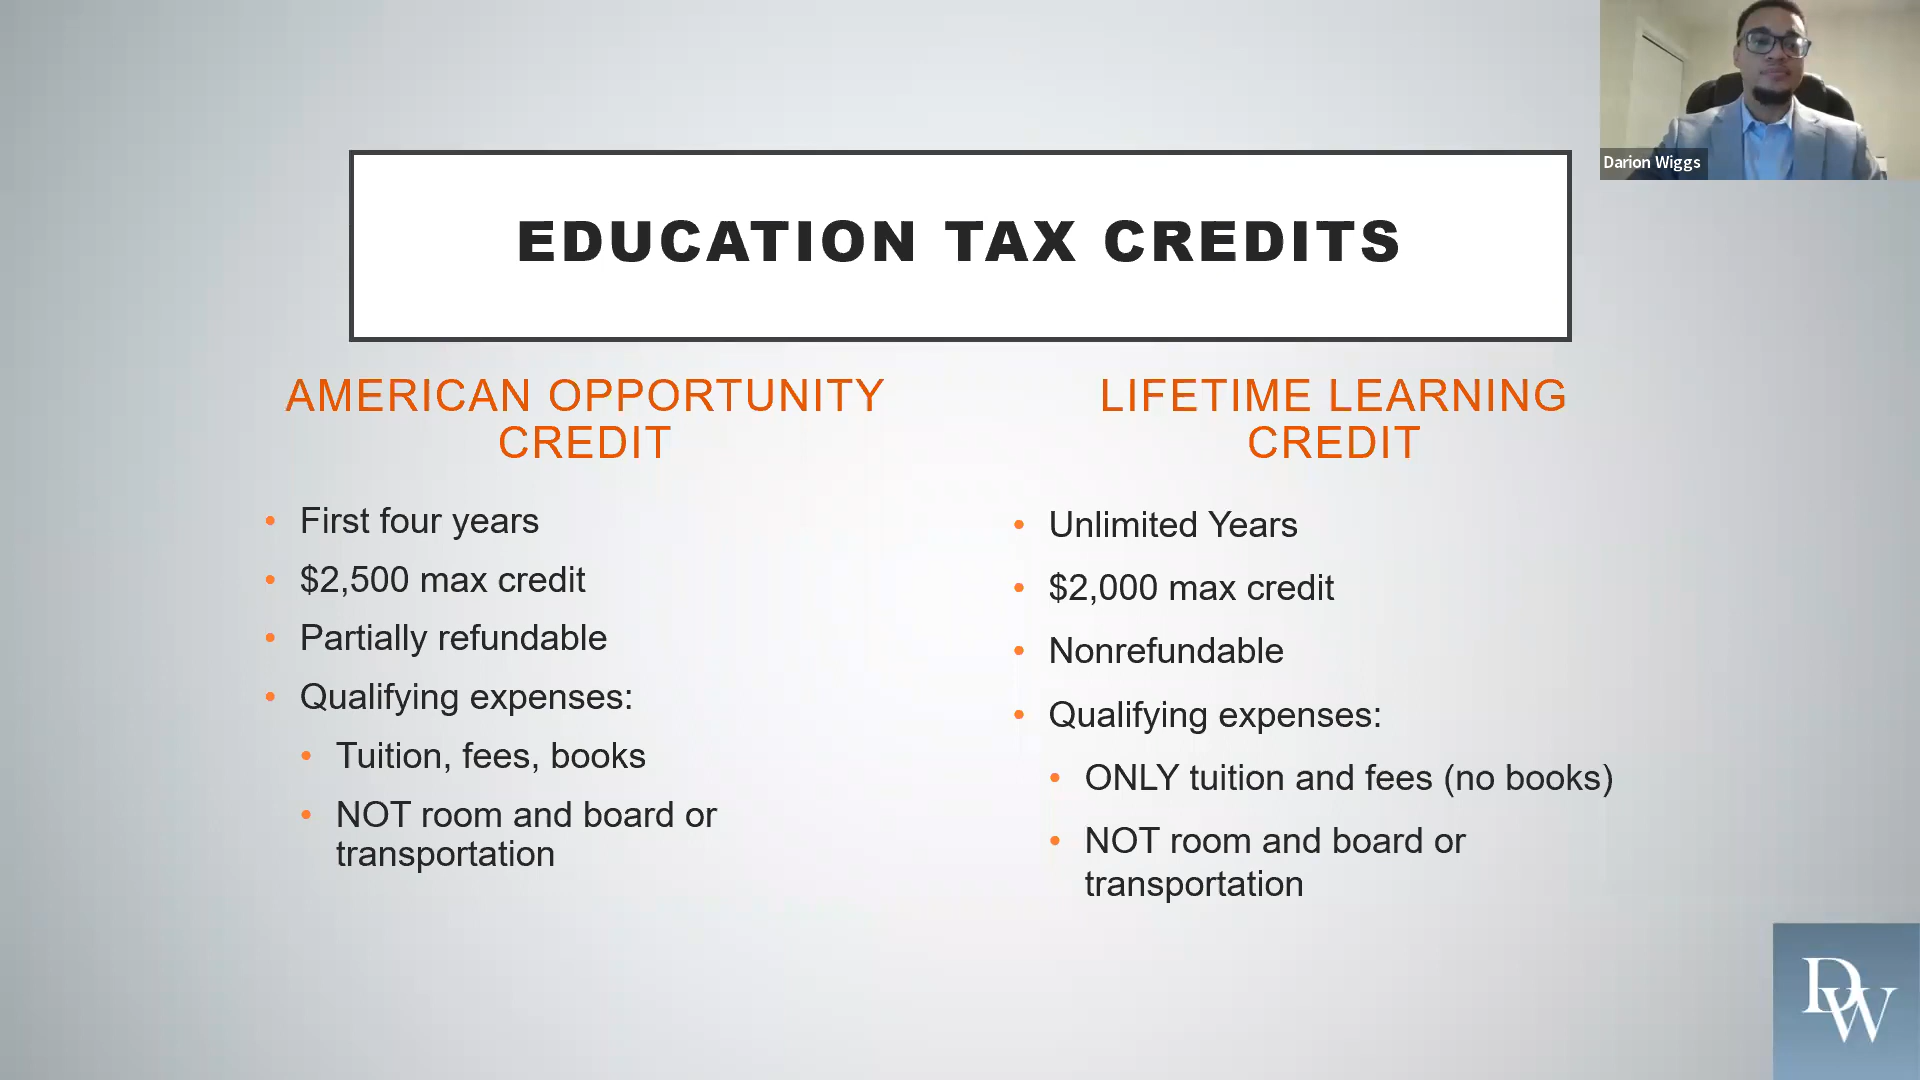 Darion Wiggs
EDUCATION TAX CREDITS
AMERICAN OPPORTUNITY
CREDIT
• First four years
• $2,500 max credit
• Partially refundable
• Qualifying expenses:
• Tuition, fees, books
• NOT room and board or
transportation
LIFETIME LEARNING
CREDIT
• Unlimited Years
• $2,000 max credit
• Nonrefundable
• Qualifying expenses:
• ONLY tuition and fees (no books)
• NOT room and board or
transportation
DW